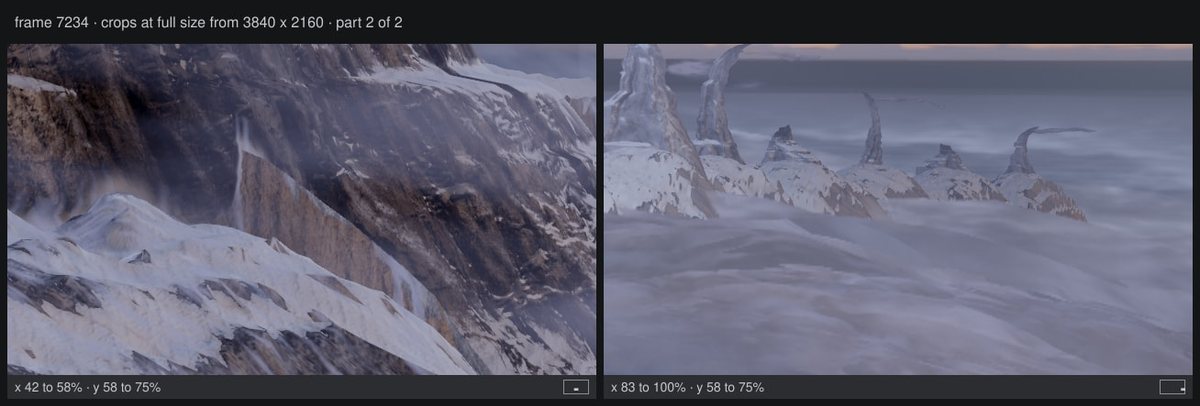 frame 7234 · crops at full size from 3840 x 2160 · part 2 of 2
x 42 to 58% · y 58 to 75%
x 83 to 100% · y 58 to 75%